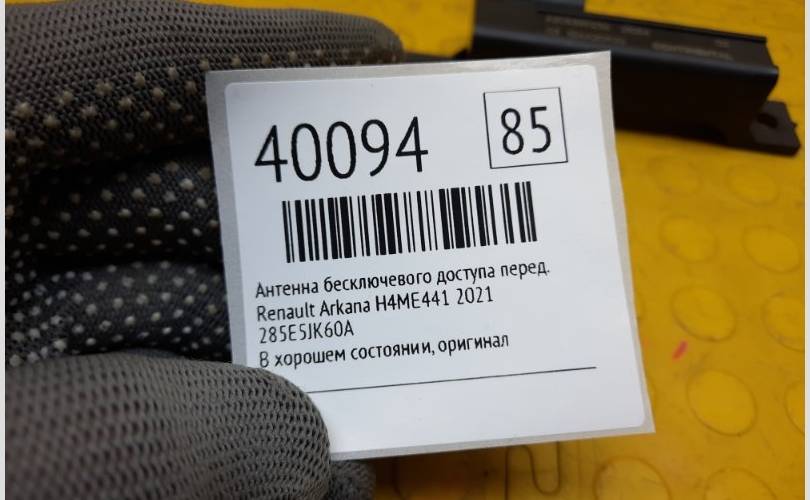 40094
85
Антенна бесключевого доступа перед.
Renault Arkana H4ME441 2021
285E5JK60A
В хорошем состоянии, оригинал